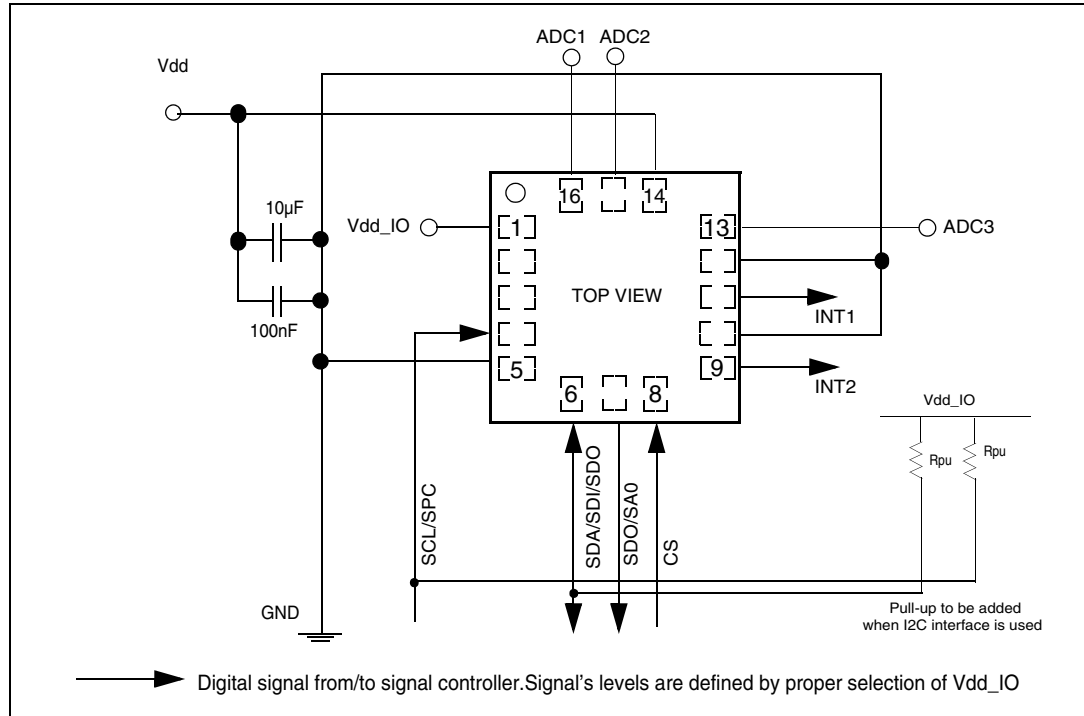 ADC1 ADC2
Vdd
16 14
10µF
Vdd_IO
1
13
ADC3
TOP VIEW
INT1
100nF
5
9
6 8
INT2
Vdd_IO
Rpu
Rpu
SCL/SPC
SDA/SDI/SDO
SDO/SA0
CS
GND
Pull-up to be added
when I2C interface is used
Digital signal from/to signal controller.Signal's levels are defined by proper selection of Vdd_IO